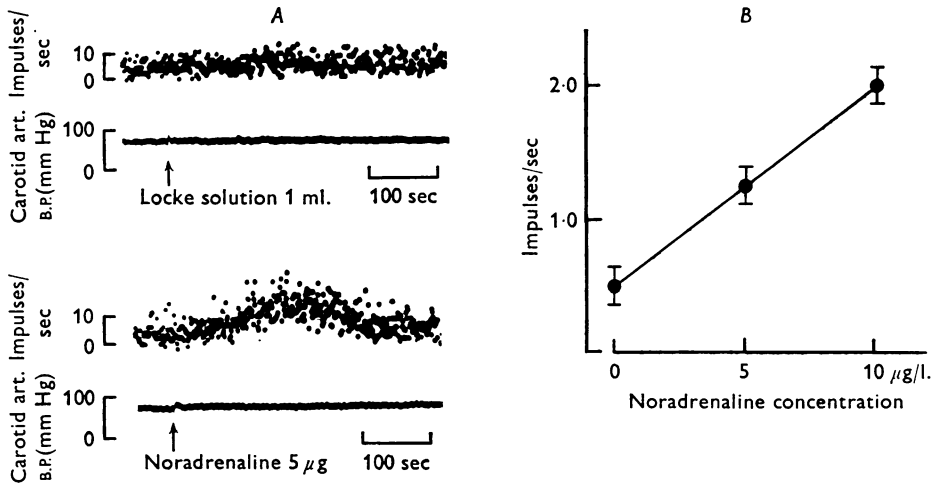 A
Impulses/
sec
10
0
Carotid art.
B.P. (mm Hg)
100
0
Locke solution 1 ml.
100 sec
Impulses/
sec
10
0
Carotid art.
B.P. (mm Hg)
100
0
Noradrenaline 5 μg
100 sec
B
Impulses/sec
2·0
1·0
0
5
10 μg/l.
Noradrenaline concentration